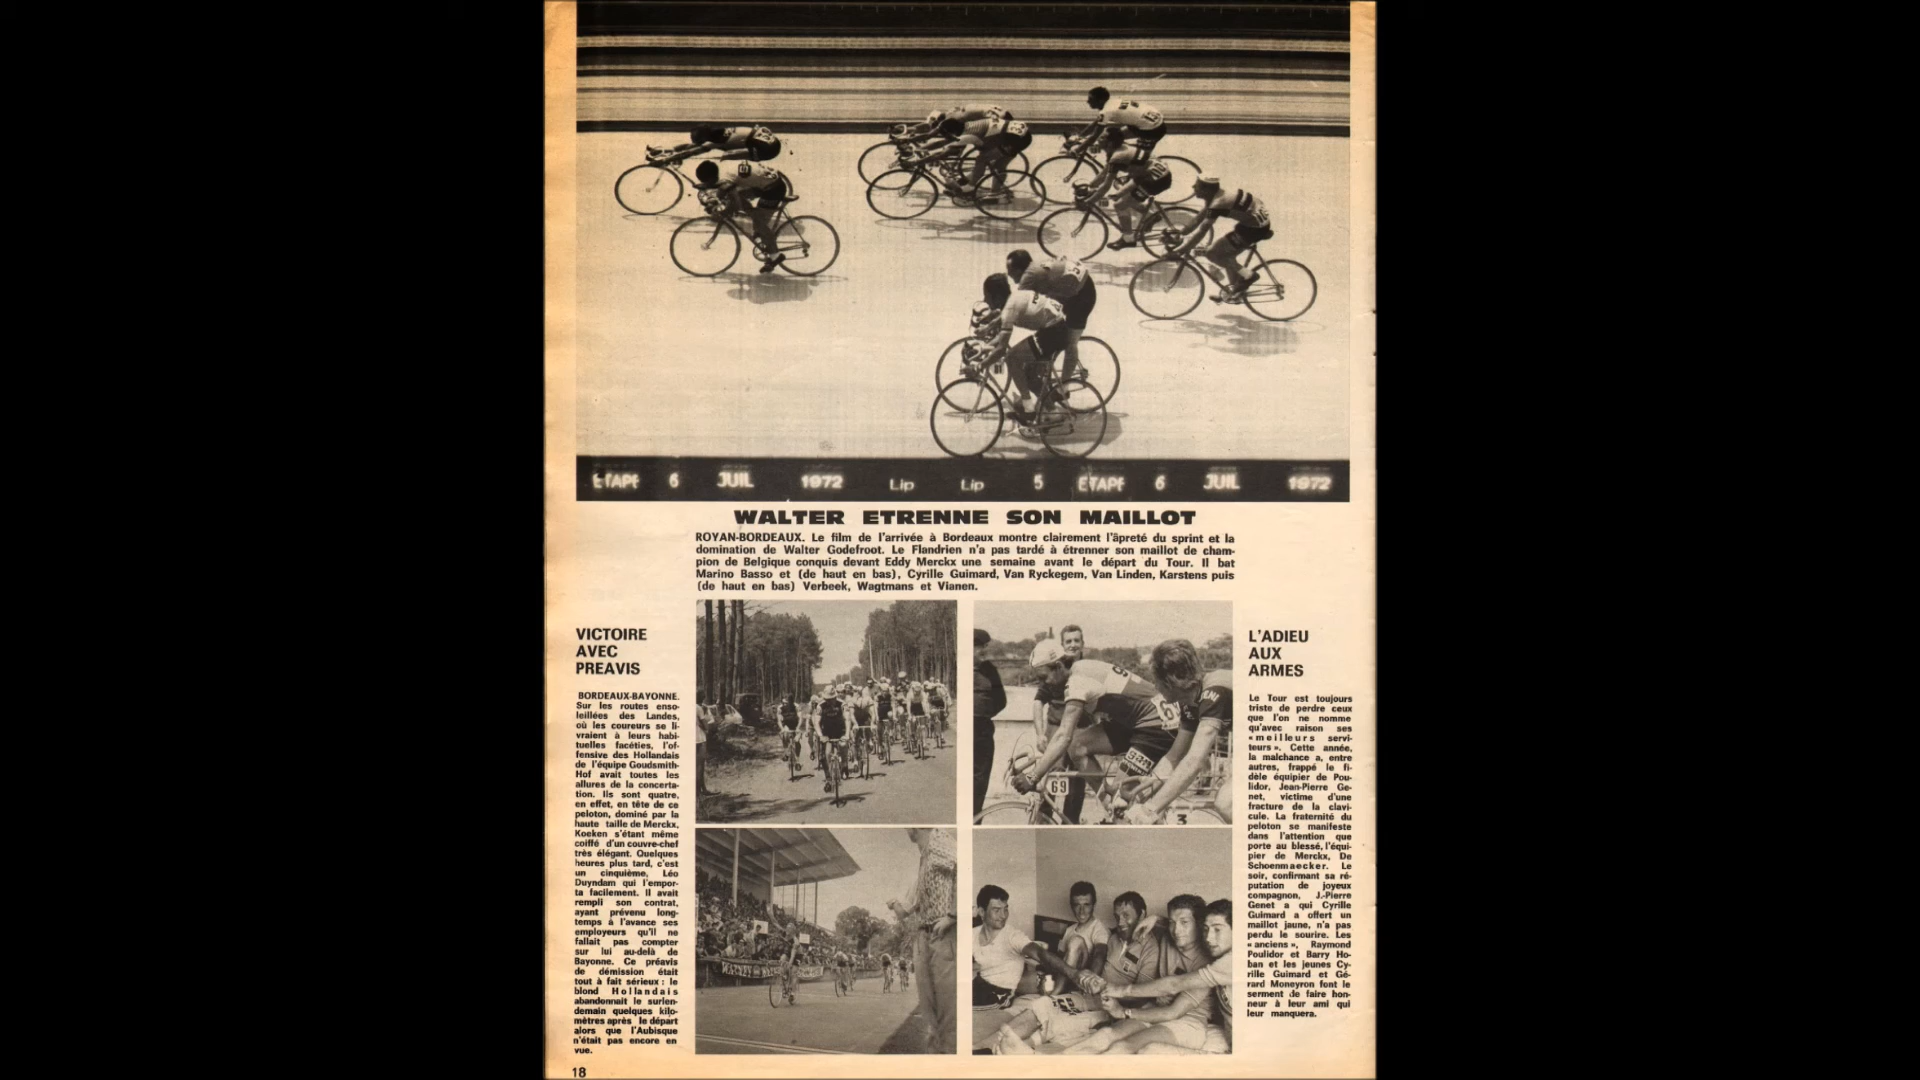 ETAPE 6 JUIL 1972 Lip Lip 5 ETAPE 6 JUIL 1972
WALTER ETRENNE SON MAILLOT
ROYAN-BORDEAUX. Le film de l'arrivée à Bordeaux montre clairement l'âpreté du sprint et la
domination de Walter Godefroot. Le Flandrien n'a pas tardé à étrenner son maillot de cham-
pion de Belgique conquis devant Eddy Merckx une semaine avant le départ du Tour. Il bat
Marino Basso et (de haut en bas), Cyrille Guimard, Van Ryckegem, Van Linden, Karstens puis
(de haut en bas) Verbeek, Wagtmans et Vianen.
VICTOIRE
AVEC
PREAVIS
BORDEAUX-BAYONNE.
Sur les routes enso-
leillées des Landes,
où les coureurs se li-
vraient à leurs habi-
tuelles facéties, l'of-
fensive des Hollandais
de l'équipe Goudsmith-
Hof avait toutes les
allures de la concerta-
tion. Ils sont quatre,
en effet, en tête de ce
peloton, dominé par la
haute taille de Merckx,
Koeken s'étant même
coiffé d'un couvre-chef
très élégant. Quelques
heures plus tard, c'est
un cinquième, Léo
Duyndam qui l'empor-
ta facilement. Il avait
rempli son contrat,
ayant prévenu long-
temps à l'avance ses
employeurs qu'il ne
fallait pas compter
sur lui au-delà de
Bayonne. Ce préavis
de démission était
tout à fait sérieux : le
blond Hollandais
abandonnait le surlen-
demain quelques kilo-
mètres après le départ
alors que l'Aubisque
n'était pas encore en
vue.
69
3
L'ADIEU
AUX
ARMES
Le Tour est toujours
triste de perdre ceux
que l'on ne nomme
qu'avec raison ses
« meilleurs servi-
teurs ». Cette année,
la malchance a, entre
autres, frappé le fi-
dèle équipier de Pou-
lidor, Jean-Pierre Ge-
net, victime d'une
fracture de la clavi-
cule. La fraternité du
peloton se manifeste
dans l'attention que
porte au blessé, l'équi-
pier de Merckx, De
Schoenmaecker. Le
soir, confirmant sa ré-
putation de joyeux
compagnon, J.-Pierre
Genet a qui Cyrille
Guimard a offert un
maillot jaune, n'a pas
perdu le sourire. Les
« anciens », Raymond
Poulidor et Barry Ho-
ban et les jeunes Cy-
rille Guimard et Gé-
rard Moneyron font le
serment de faire hon-
neur à leur ami qui
leur manquera.
18